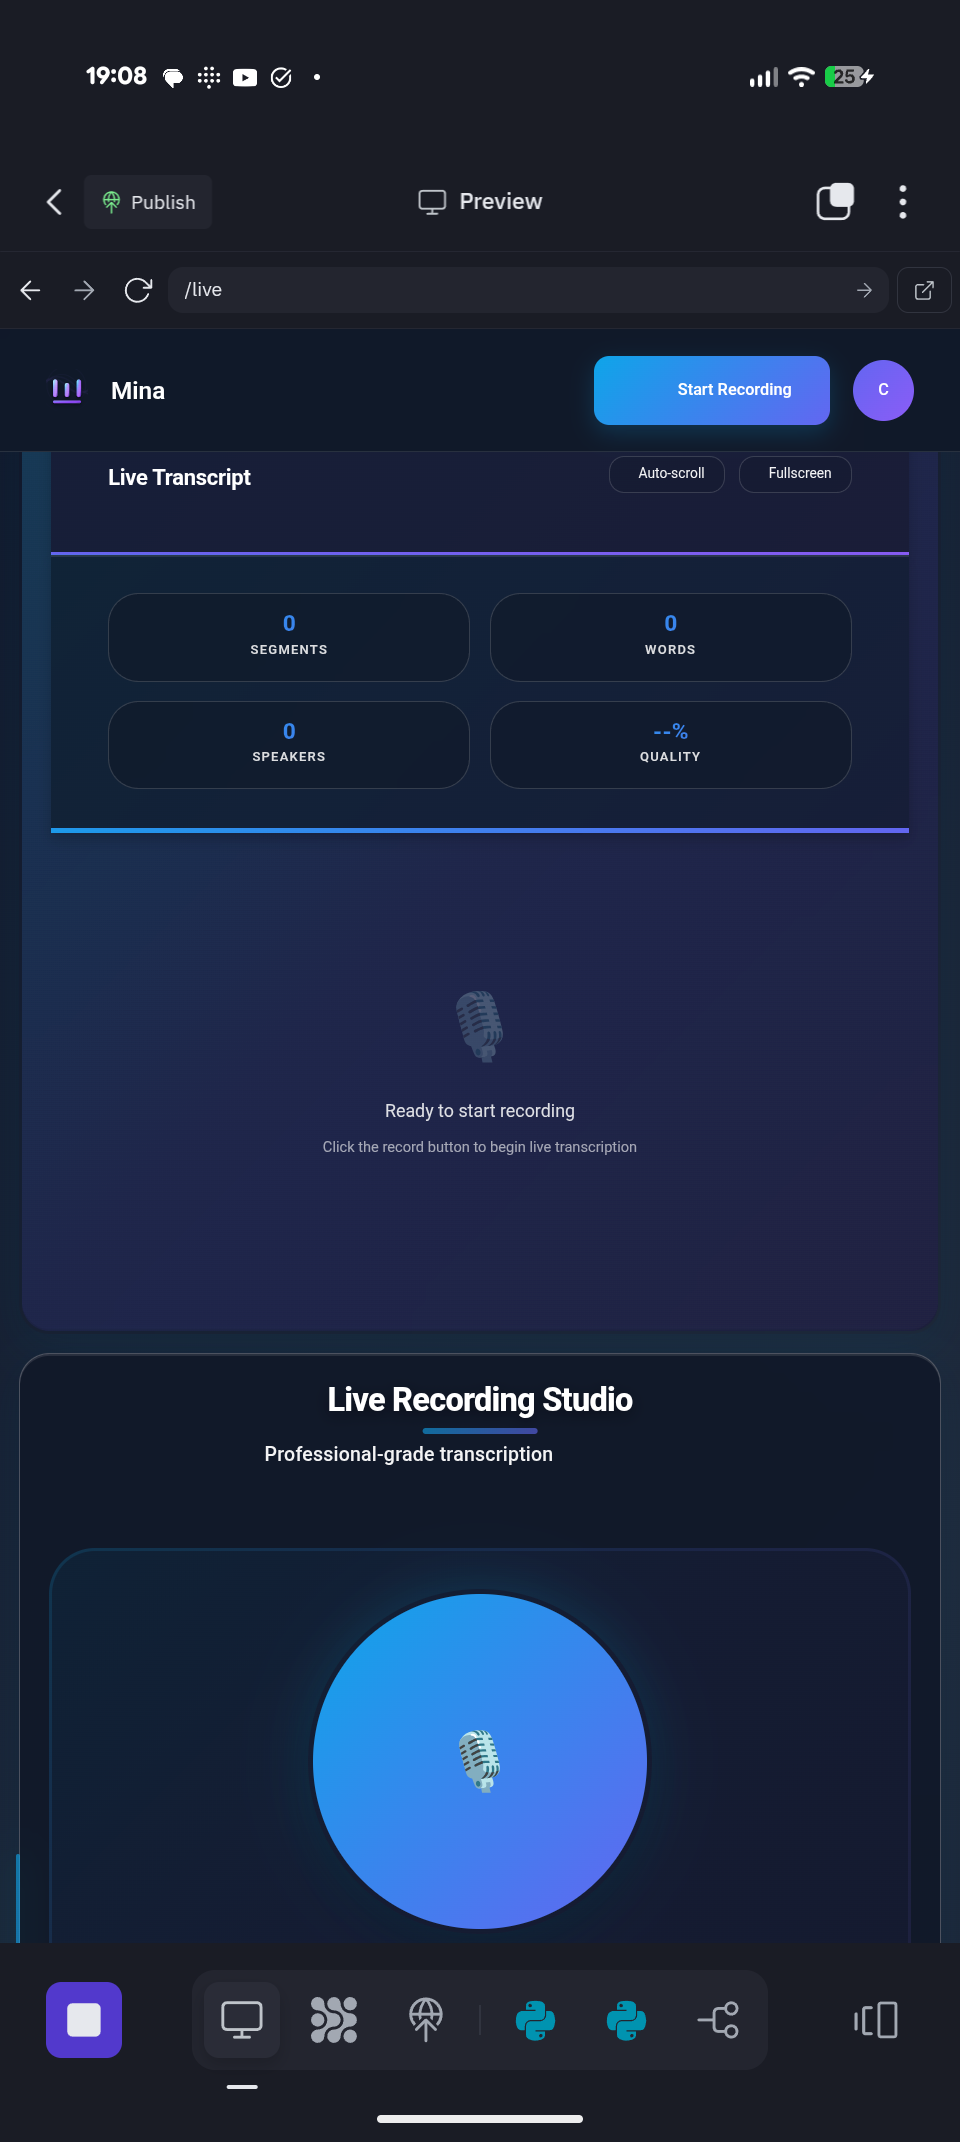 19:08
25
Publish
Preview
/live
Mina
Start Recording
C
Live Transcript
Auto-scroll
Fullscreen
0
SEGMENTS
0
WORDS
0
SPEAKERS
--%
QUALITY
Ready to start recording
Click the record button to begin live transcription
Live Recording Studio
Professional-grade transcription